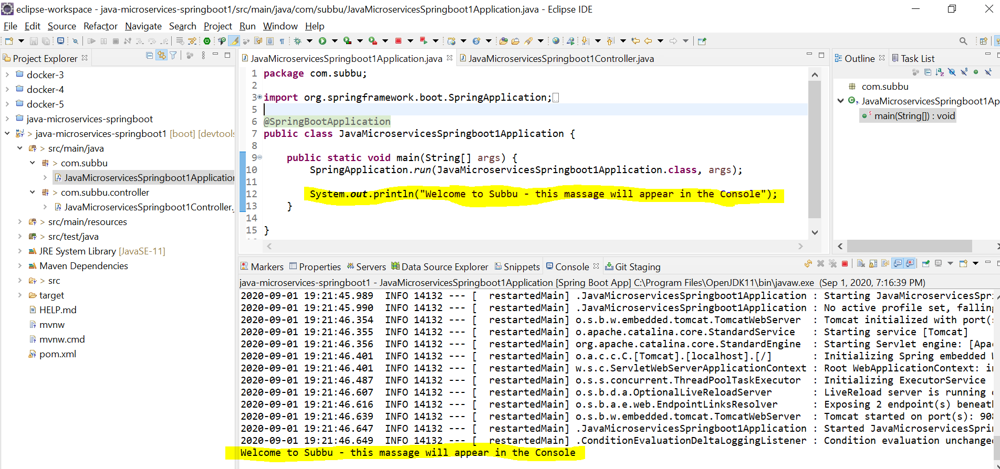 eclipse-workspace - java-microservices-springboot1/src/main/java/com/subbu/JavaMicroservicesSpringboot1Application.java - Eclipse IDE
File Edit Source Refactor Navigate Search Project Run Window Help
Project Explorer
docker-3
docker-4
docker-5
java-microservices-springboot
> java-microservices-springboot1 [boot] [devtools
> src/main/java
> com.subbu
JavaMicroservicesSpringboot1Application
> com.subbu.controller
JavaMicroservicesSpringboot1Controller.
> src/main/resources
> src/test/java
JRE System Library [JavaSE-11]
Maven Dependencies
> src
target
HELP.md
mvnw
mvnw.cmd
pom.xml
JavaMicroservicesSpringboot1Application.java JavaMicroservicesSpringboot1Controller.java
1 package com.subbu;
2
3 import org.springframework.boot.SpringApplication;
5
6 @SpringBootApplication
7 public class JavaMicroservicesSpringboot1Application {
8
9 public static void main(String[] args) {
10 SpringApplication.run(JavaMicroservicesSpringboot1Application.class, args);
11
12 System.out.println("Welcome to Subbu - this massage will appear in the Console");
13 }
14
15 }
Outline Task List
com.subbu
JavaMicroservicesSpringboot1Ap
main(String[]) : void
Markers Properties Servers Data Source Explorer Snippets Console Git Staging
java-microservices-springboot1 - JavaMicroservicesSpringboot1Application [Spring Boot App] C:\Program Files\OpenJDK11\bin\javaw.exe (Sep 1, 2020, 7:16:39 PM)
2020-09-01 19:21:45.989 INFO 14132 --- [ restartedMain] .JavaMicroservicesSpringboot1Application : Starting JavaMicroservicesSpri
2020-09-01 19:21:45.990 INFO 14132 --- [ restartedMain] .JavaMicroservicesSpringboot1Application : No active profile set, falling
2020-09-01 19:21:46.354 INFO 14132 --- [ restartedMain] o.s.b.w.embedded.tomcat.TomcatWebServer : Tomcat initialized with port(s
2020-09-01 19:21:46.355 INFO 14132 --- [ restartedMain] o.apache.catalina.core.StandardService : Starting service [Tomcat]
2020-09-01 19:21:46.356 INFO 14132 --- [ restartedMain] org.apache.catalina.core.StandardEngine : Starting Servlet engine: [Apa
2020-09-01 19:21:46.401 INFO 14132 --- [ restartedMain] o.a.c.c.C.[Tomcat].[localhost].[/] : Initializing Spring embedded W
2020-09-01 19:21:46.401 INFO 14132 --- [ restartedMain] w.s.c.ServletWebServerApplicationContext : Root WebApplicationContext: in
2020-09-01 19:21:46.487 INFO 14132 --- [ restartedMain] o.s.s.concurrent.ThreadPoolTaskExecutor : Initializing ExecutorService
2020-09-01 19:21:46.607 INFO 14132 --- [ restartedMain] o.s.b.d.a.OptionalLiveReloadServer : LiveReload server is running o
2020-09-01 19:21:46.616 INFO 14132 --- [ restartedMain] o.s.b.a.e.web.EndpointLinksResolver : Exposing 2 endpoint(s) beneath
2020-09-01 19:21:46.639 INFO 14132 --- [ restartedMain] o.s.b.w.embedded.tomcat.TomcatWebServer : Tomcat started on port(s): 908
2020-09-01 19:21:46.647 INFO 14132 --- [ restartedMain] .JavaMicroservicesSpringboot1Application : Started JavaMicroservicesSprin
2020-09-01 19:21:46.649 INFO 14132 --- [ restartedMain] .ConditionEvaluationDeltaLoggingListener : Condition evaluation unchanged
Welcome to Subbu - this massage will appear in the Console